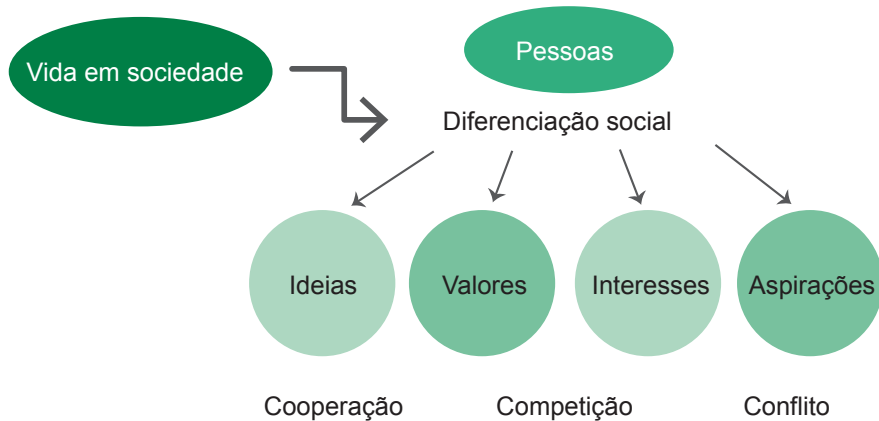 Vida em sociedade
Pessoas
Diferenciação social
Ideias
Valores
Interesses
Aspirações
Cooperação
Competição
Conflito